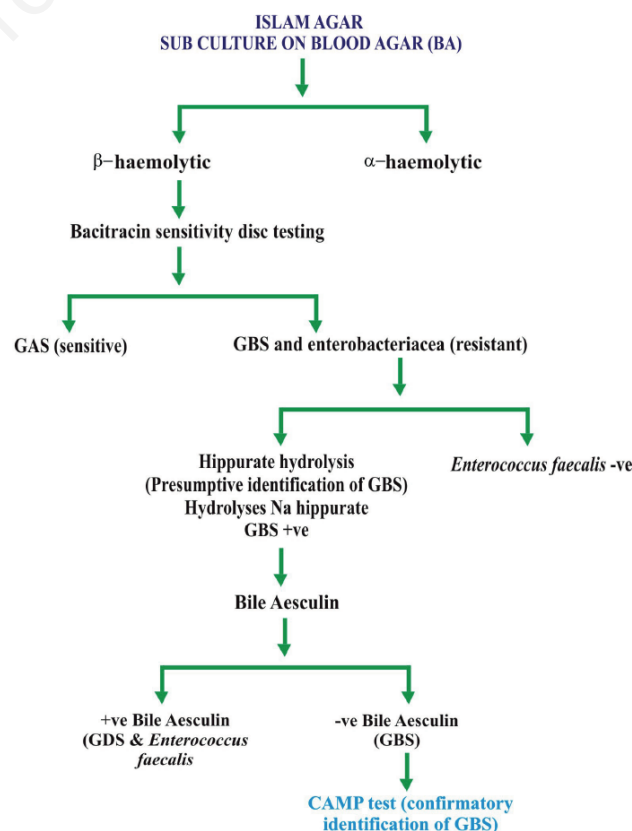 ISLAM AGAR
SUB CULTURE ON BLOOD AGAR (BA)
β-haemolytic
α-haemolytic
Bacitracin sensitivity disc testing
GAS (sensitive)
GBS and enterobacteriacea (resistant)
Hippurate hydrolysis
(Presumptive identification of GBS)
Hydrolyses Na hippurate
GBS +ve
Enterococcus faecalis -ve
Bile Aesculin
+ve Bile Aesculin
(GDS & Enterococcus
faecalis
-ve Bile Aesculin
(GBS)
CAMP test (confirmatory
identification of GBS)